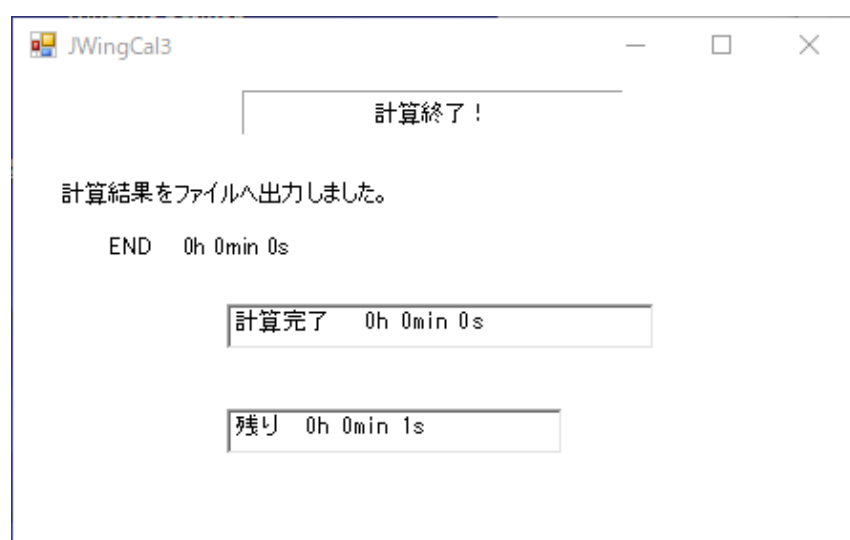 JWingCal3
計算終了！
計算結果をファイルへ出力しました。
END 0h 0min 0s
計算完了 0h 0min 0s
残り 0h 0min 1s